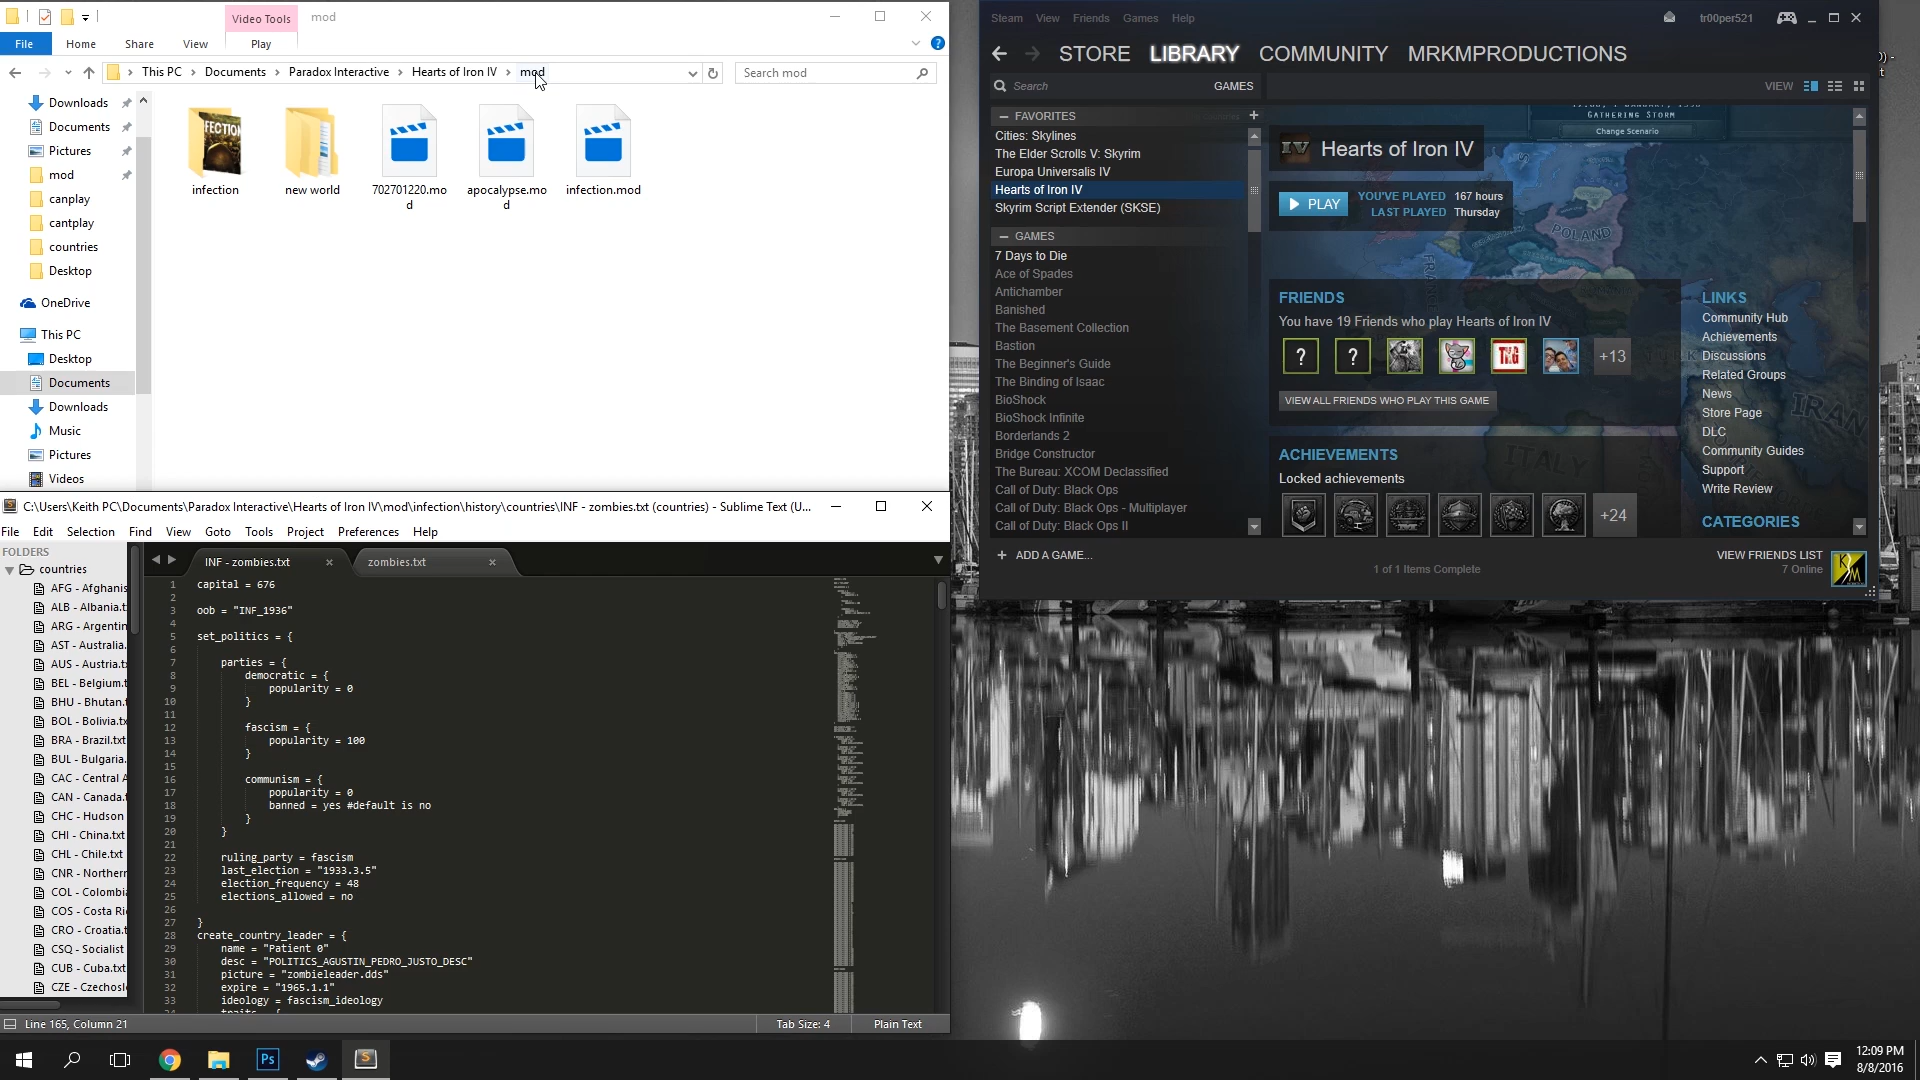 Video Tools
mod
File
Home
Share
View
Play
This PC
Documents
Paradox Interactive
Hearts of Iron IV
mod
Search mod
Downloads
Documents
Pictures
mod
canplay
cantplay
countries
Desktop
OneDrive
This PC
Desktop
Documents
Downloads
Music
Pictures
Videos
infection
new world
702701220.mo
d
apocalypse.mo
d
infection.mod
Steam
View
Friends
Games
Help
tr00per521
STORE
LIBRARY
COMMUNITY
MRKMPRODUCTIONS
Search
GAMES
VIEW
FAVORITES
Cities: Skylines
The Elder Scrolls V: Skyrim
Europa Universalis IV
Hearts of Iron IV
Skyrim Script Extender (SKSE)
GAMES
7 Days to Die
Ace of Spades
Antichamber
Banished
The Basement Collection
Bastion
The Beginner's Guide
The Binding of Isaac
BioShock
BioShock Infinite
Borderlands 2
Bridge Constructor
The Bureau: XCOM Declassified
Call of Duty: Black Ops
Call of Duty: Black Ops - Multiplayer
Call of Duty: Black Ops II
GATHERING STORM
Change Scenario
IV
Hearts of Iron IV
PLAY
YOU'VE PLAYED 167 hours
LAST PLAYED Thursday
POLAND
FRIENDS
You have 19 Friends who play Hearts of Iron IV
?
?
+13
VIEW ALL FRIENDS WHO PLAY THIS GAME
ACHIEVEMENTS
ITALY
Locked achievements
+24
LINKS
Community Hub
Achievements
Discussions
Related Groups
News
Store Page
IRAN
DLC
Community Guides
Support
Write Review
CATEGORIES
ADD A GAME...
1 of 1 Items Complete
VIEW FRIENDS LIST
7 Online
C:\Users\Keith PC\Documents\Paradox Interactive\Hearts of Iron IV\mod\infection\history\countries\INF - zombies.txt (countries) - Sublime Text (U...
File
Edit
Selection
Find
View
Goto
Tools
Project
Preferences
Help
FOLDERS
countries
AFG - Afghanis
ALB - Albania.t
ARG - Argentin
AST - Australia.
AUS - Austria.tx
BEL - Belgium.t
BHU - Bhutan.t
BOL - Bolivia.tx
BRA - Brazil.txt
BUL - Bulgaria.
CAC - Central A
CAN - Canada.t
CHC - Hudson
CHI - China.txt
CHL - Chile.txt
CNR - Northern
COL - Colombia
COS - Costa Ri
CRO - Croatia.t
CSQ - Socialist
CUB - Cuba.txt
CZE - Czechosl
INF - zombies.txt
zombies.txt
1 capital = 676
2
3 oob = "INF_1936"
4
5 set_politics = {
6
7 parties = {
8 democratic = {
9 popularity = 0
10 }
11
12 fascism = {
13 popularity = 100
14 }
15
16 communism = {
17 popularity = 0
18 banned = yes #default is no
19 }
20 }
21
22 ruling_party = fascism
23 last_election = "1933.3.5"
24 election_frequency = 48
25 elections_allowed = no
26
27 }
28 create_country_leader = {
29 name = "Patient 0"
30 desc = "POLITICS_AGUSTIN_PEDRO_JUSTO_DESC"
31 picture = "zombieleader.dds"
32 expire = "1965.1.1"
33 ideology = fascism_ideology
Line 165, Column 21
Tab Size: 4
Plain Text
Ps
12:09 PM
8/8/2016